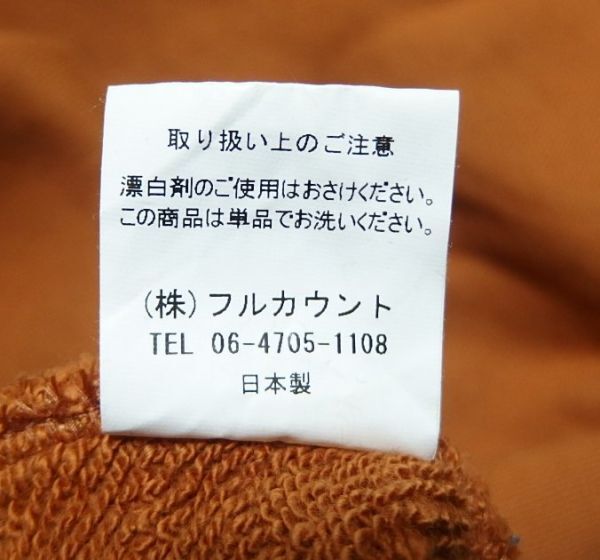 取り扱い上のご注意
漂白剤のご使用はおさけください。
この商品は単品でお洗いください。
(株)フルカウント
TEL 06-4705-1108
日本製